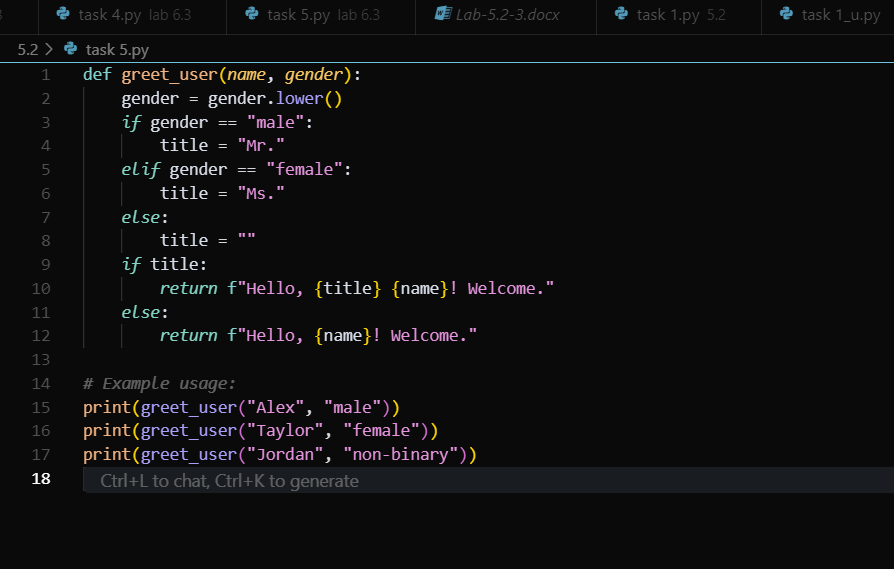 task 4.py lab 6.3 task 5.py lab 6.3 Lab-5.2-3.docx task 1.py 5.2 task 1_u.py
5.2 > task 5.py
1 def greet_user(name, gender):
2     gender = gender.lower()
3     if gender == "male":
4         title = "Mr."
5     elif gender == "female":
6         title = "Ms."
7     else:
8         title = ""
9     if title:
10         return f"Hello, {title} {name}! Welcome."
11     else:
12         return f"Hello, {name}! Welcome."
13
14 # Example usage:
15 print(greet_user("Alex", "male"))
16 print(greet_user("Taylor", "female"))
17 print(greet_user("Jordan", "non-binary"))
18 Ctrl+L to chat, Ctrl+K to generate